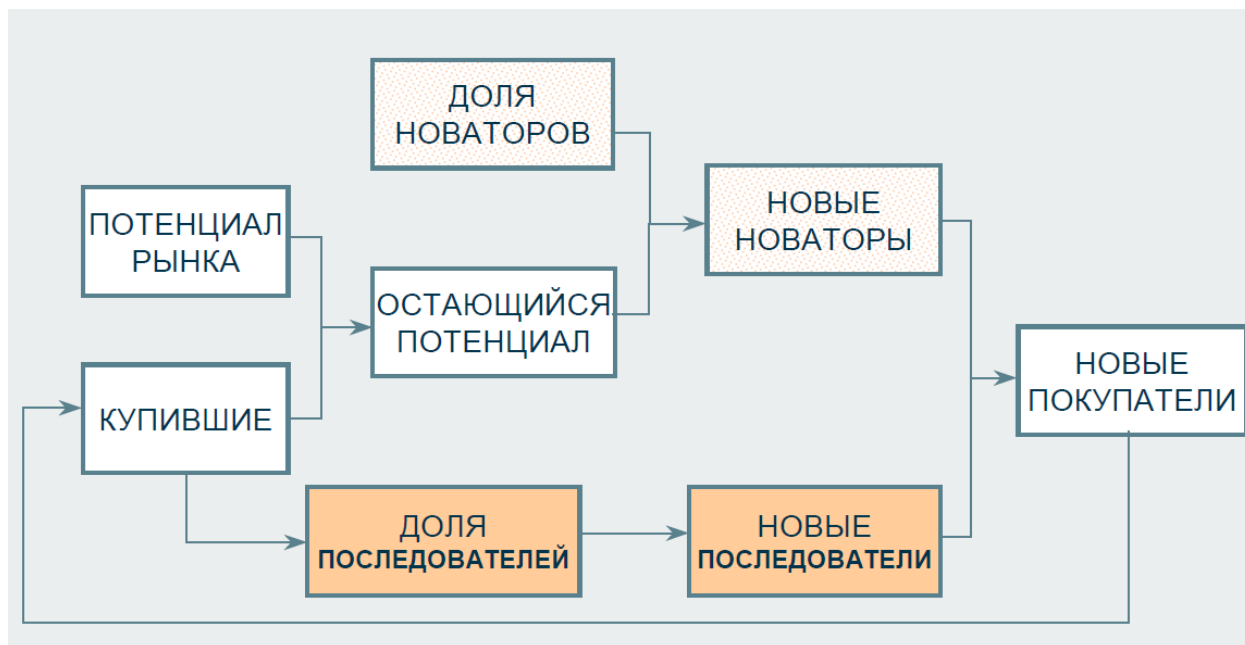 ДОЛЯ
НОВАТОРОВ
НОВЫЕ
НОВАТОРЫ
ПОТЕНЦИАЛ
РЫНКА
ОСТАЮЩИЙСЯ
ПОТЕНЦИАЛ
НОВЫЕ
ПОКУПАТЕЛИ
КУПИВШИЕ
ДОЛЯ
ПОСЛЕДОВАТЕЛЕЙ
НОВЫЕ
ПОСЛЕДОВАТЕЛИ